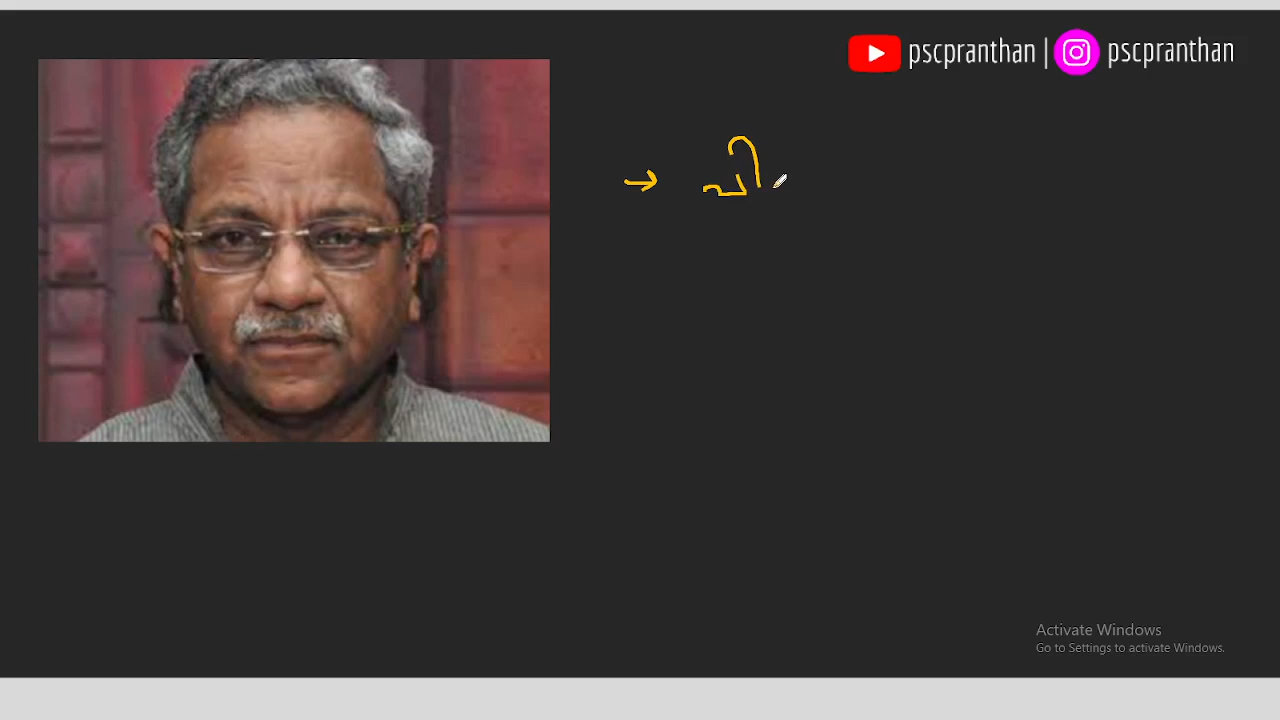 pscpranthan | pscpranthan
→ പി
Activate Windows
Go to Settings to activate Windows.